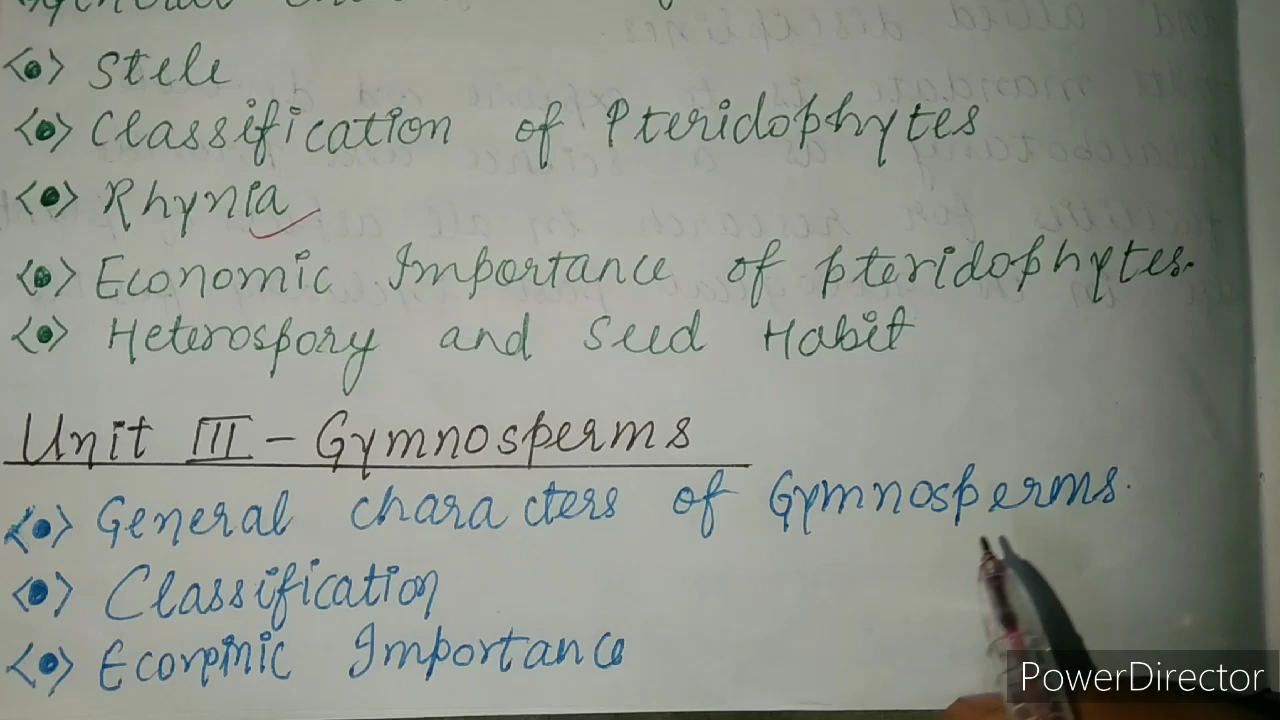 <•> Stele
<•> Classification of Pteridophytes
<•> Rhynia
<•> Economic Importance of pteridophytes.
<•> Heterospory and Seed Habit
Unit III - Gymnosperms
<•> General characters of Gymnosperms.
<•> Classification
<•> Importance
PowerDirector